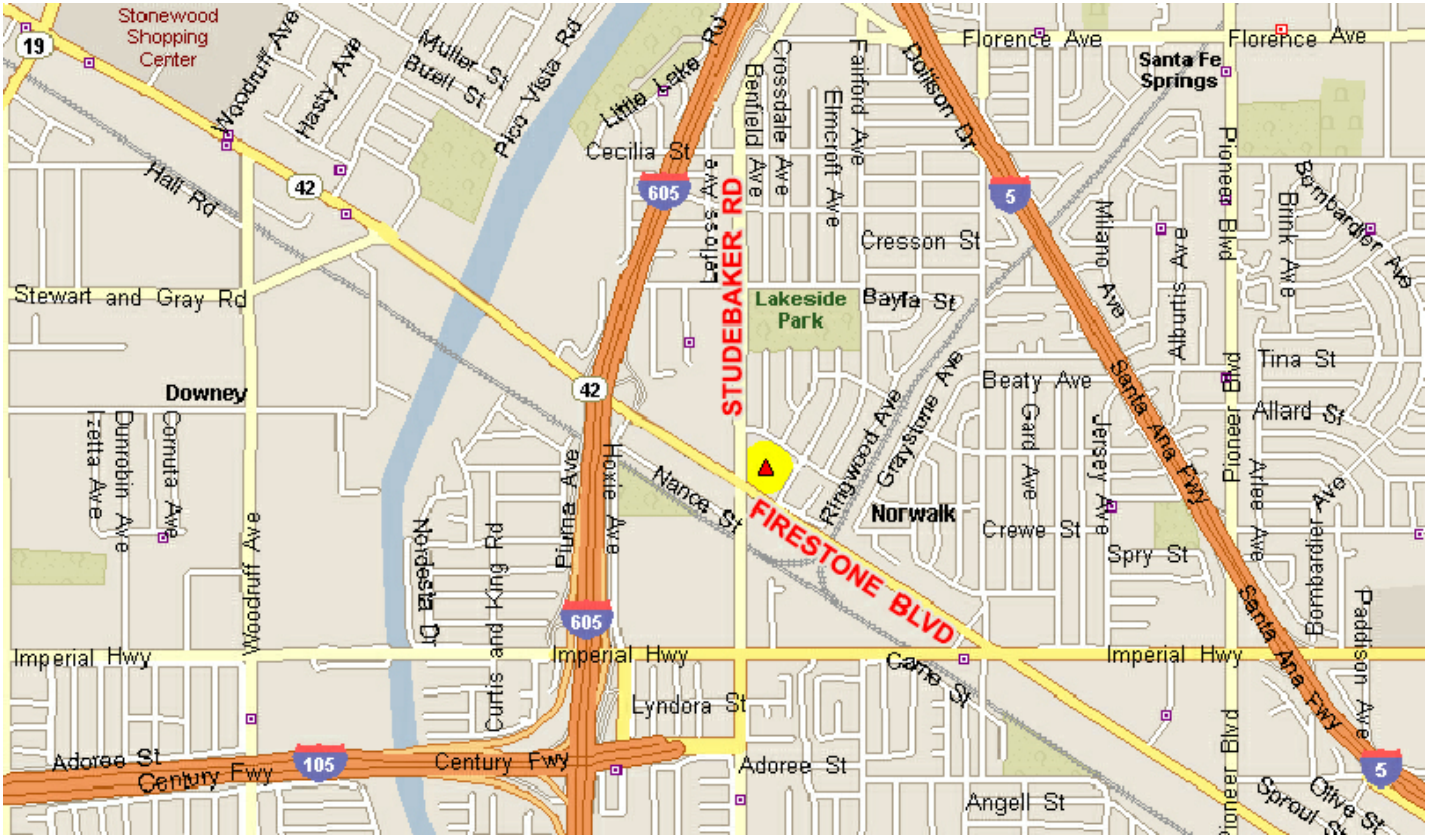 Stonewood
Shopping
Center
19
Woodruff Ave
Hasty Ave
Muller St
Buell St
Pico Vista Rd
Little Lake Rd
Cecilia St
Florence Ave
Florence Ave
Santa Fe
Springs
Crossdale Ave
Benfield Ave
Elmcroft Ave
Fairford Ave
Dollison Dr
Pioneer Blvd
Bombardier Ave
Brink Ave
Hall Rd
42
605
5
Lefloss Ave
STUDEBAKER RD
Cresson St
Milano Ave
Alburtis Ave
Stewart and Gray Rd
Lakeside
Park
Bayfa St
Tina St
Beaty Ave
Santa Ana Fwy
Pioneer Blvd
Allard St
42
Downey
Izetta Ave
Dunrobin Ave
Cornuta Ave
Ringwood Ave
Graystone Ave
Gard Ave
Jersey Ave
Arlee Ave
Bombardier Ave
Piuma Ave
Hoxie Ave
Nance St
Norwalk
Crewe St
Spry St
FIRESTONE BLVD
Woodruff Ave
Nordesta Dr
Curtis and King Rd
605
Santa Ana Fwy
Paddison Ave
Imperial Hwy
Imperial Hwy
Imperial Hwy
Came St
Lyndora St
Adoree St
Century Fwy
105
Century Fwy
Adoree St
Angell St
Pioneer Blvd
5
Olive St
Sproul St